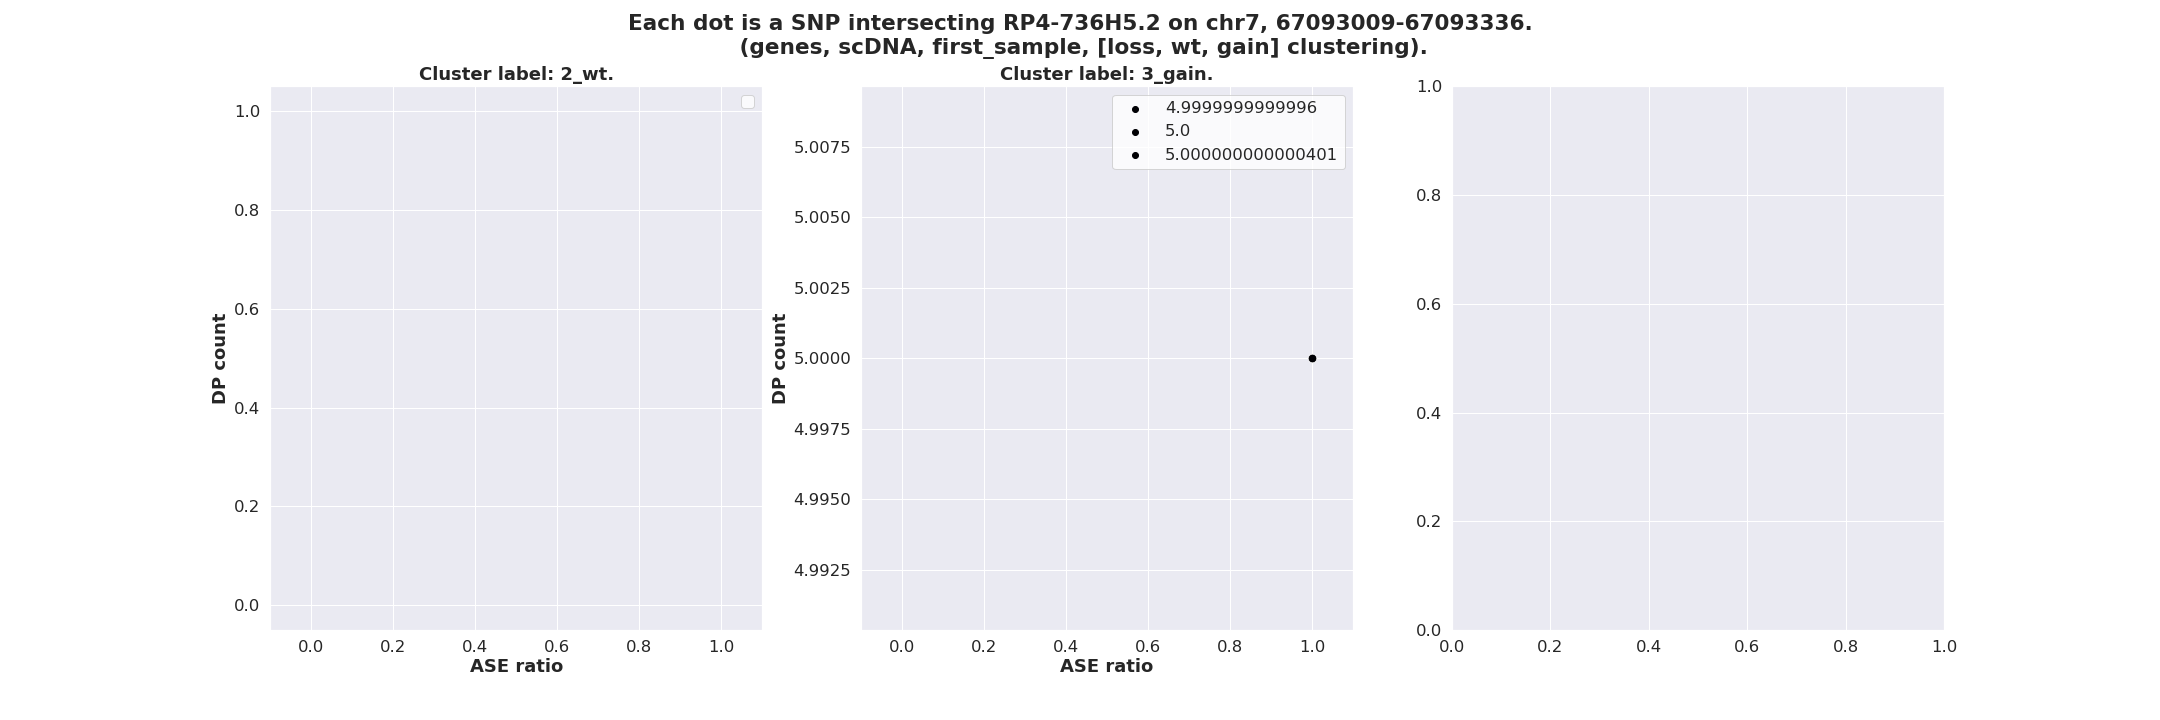 Each dot is a SNP intersecting RP4-736H5.2 on chr7, 67093009-67093336.
(genes, scDNA, first_sample, [loss, wt, gain] clustering).
Cluster label: 2_wt.
1.0
0.8
0.6
0.4
0.2
0.0
DP count
0.0 0.2 0.4 0.6 0.8 1.0
ASE ratio
Cluster label: 3_gain.
4.9999999999996
5.0
5.000000000000401
5.0075
5.0050
5.0025
5.0000
4.9975
4.9950
4.9925
DP count
0.0 0.2 0.4 0.6 0.8 1.0
ASE ratio
1.0
0.8
0.6
0.4
0.2
0.0
0.0 0.2 0.4 0.6 0.8 1.0